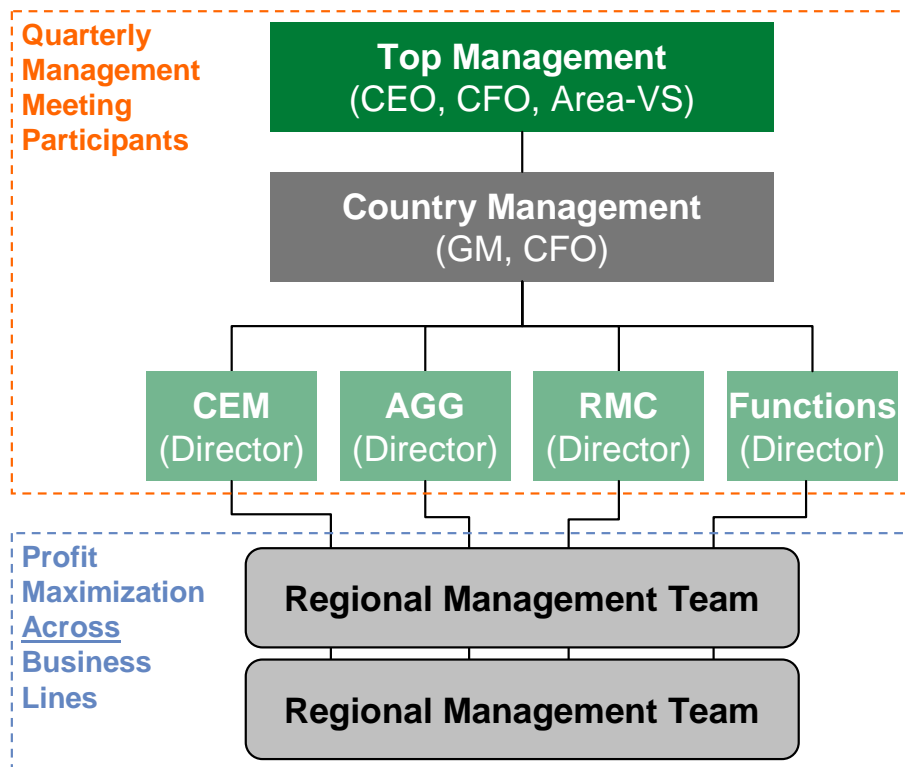 Quarterly
Management
Meeting
Participants
Top Management
(CEO, CFO, Area-VS)
Country Management
(GM, CFO)
CEM
(Director)
AGG
(Director)
RMC
(Director)
Functions
(Director)
Profit
Maximization
Across
Business
Lines
Regional Management Team
Regional Management Team